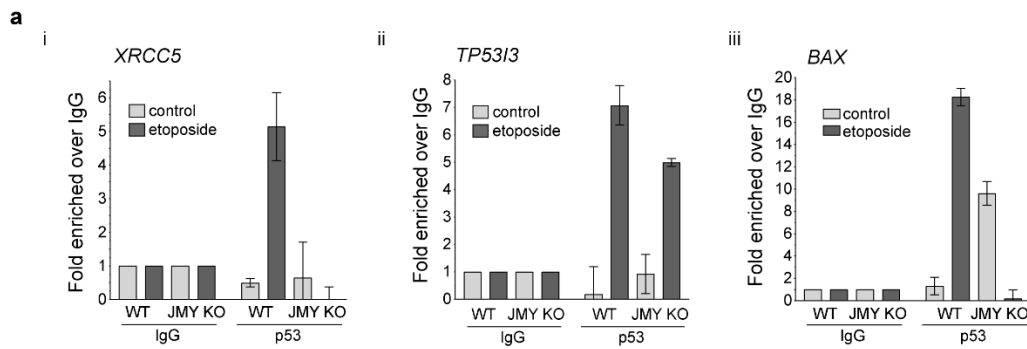 a
i
XRCC5
Fold enriched over IgG
6
5
4
3
2
1
0
control
etoposide
WT JMY KO WT JMY KO
IgG p53
ii
TP53I3
Fold enriched over IgG
8
7
6
5
4
3
2
1
0
control
etoposide
WT JMY KO WT JMY KO
IgG p53
iii
BAX
Fold enriched over IgG
20
18
16
14
12
10
8
6
4
2
0
control
etoposide
WT JMY KO WT JMY KO
IgG p53